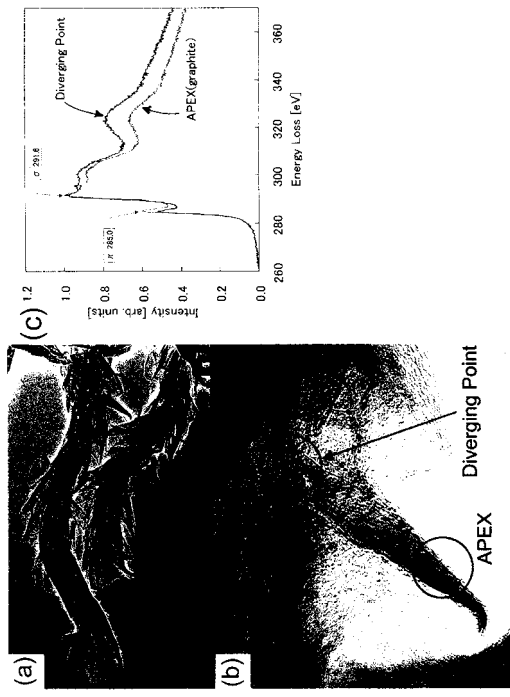 (a)
(b)
APEX
Diverging Point
(c)
Intensity [arb. units]
1.2
1.0
0.8
0.6
0.4
0.2
0.0
σ* 291.6
π* 285.0
Diverging Point
APEX(graphite)
260
280
300
320
340
360
Energy Loss [eV]